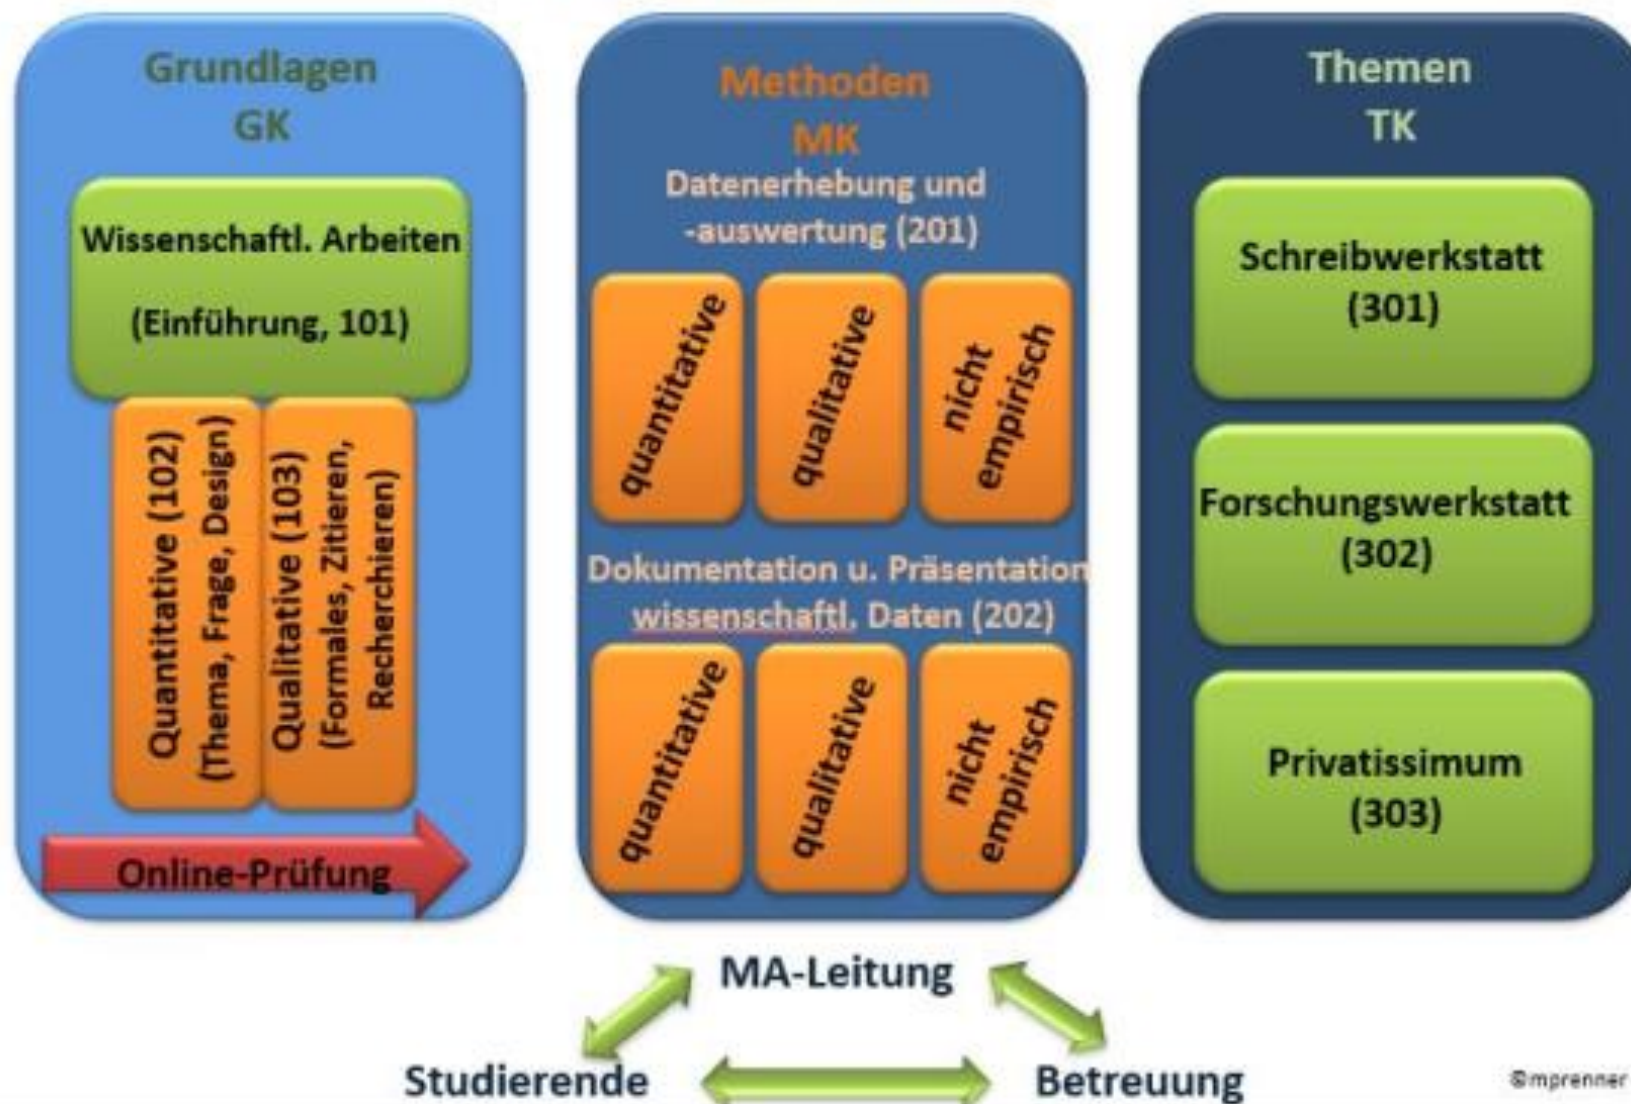 Grundlagen
GK
Wissenschaftl. Arbeiten
(Einführung, 101)
Quantitative (102)
(Thema, Frage, Design)
Qualitative (103)
(Formales, Zitieren,
Recherchieren)
Online-Prüfung
Methoden
MK
Datenerhebung und
-auswertung (201)
quantitative
qualitative
nicht
empirisch
Dokumentation u. Präsentation
wissenschaftl. Daten (202)
quantitative
qualitative
nicht
empirisch
Themen
TK
Schreibwerkstatt
(301)
Forschungswerkstatt
(302)
Privatissimum
(303)
MA-Leitung
Studierende
Betreuung
©mprenner